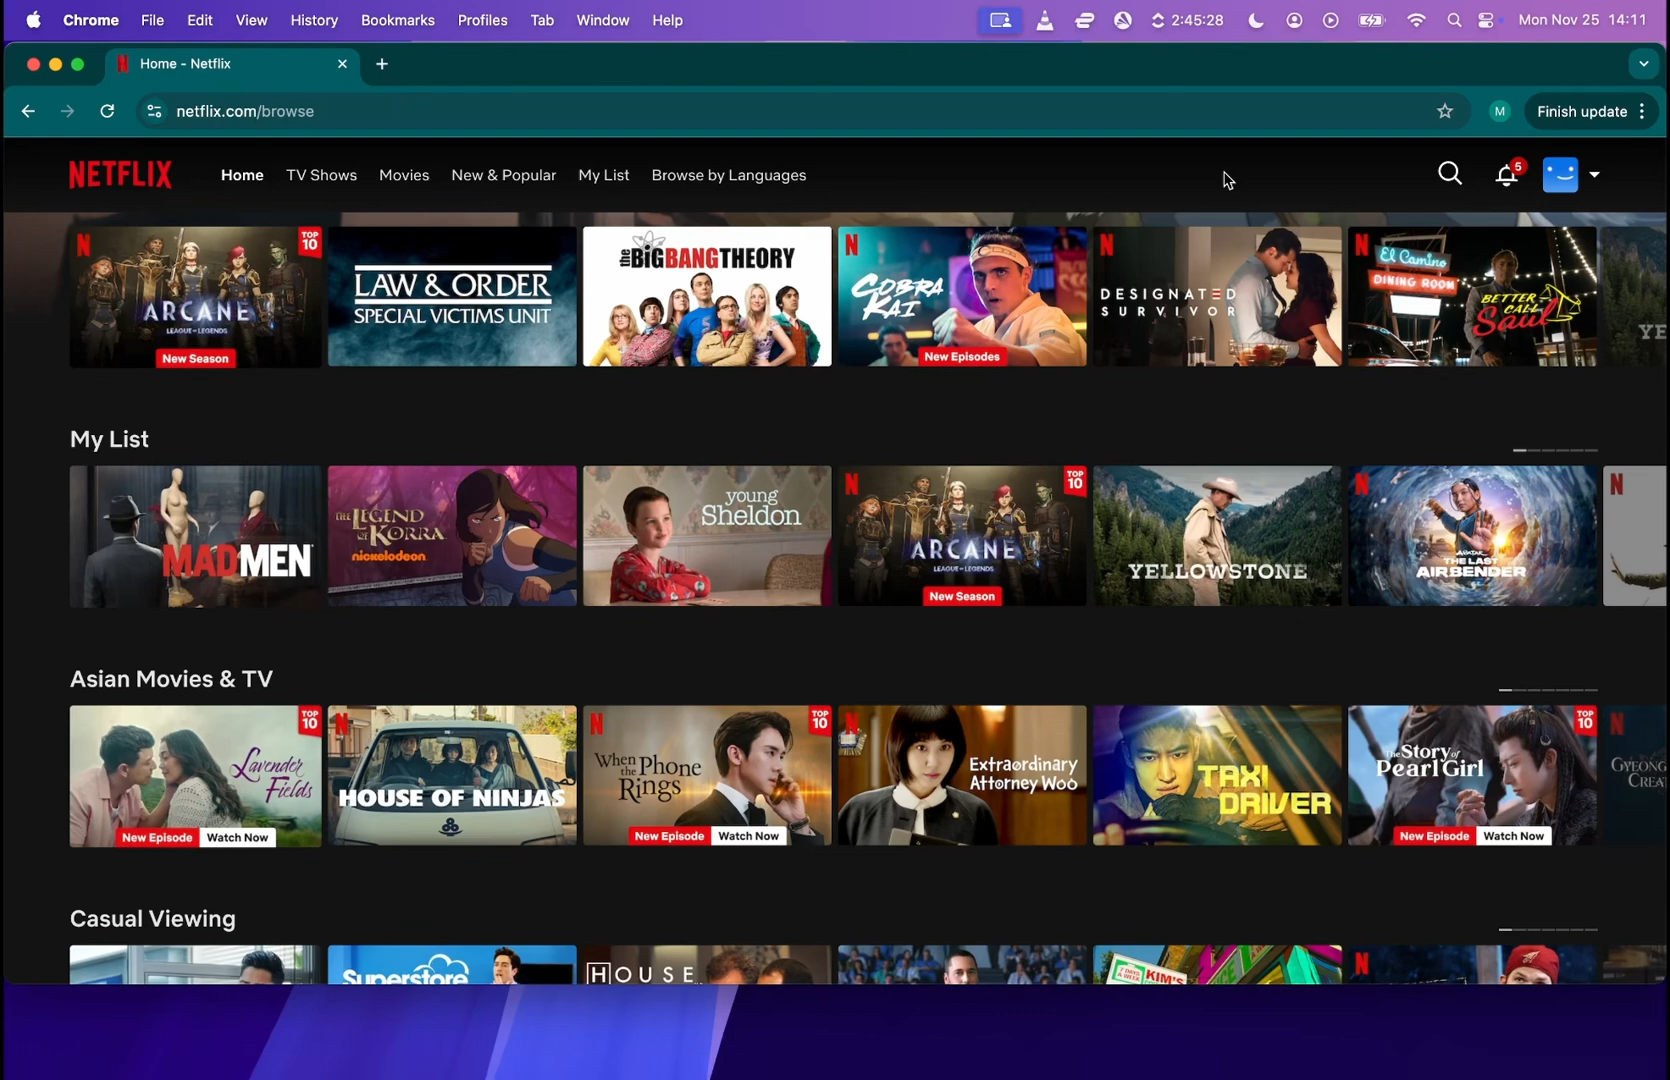 Chrome File Edit View History Bookmarks Profiles Tab Window Help 2:45:28 Mon Nov 25 14:11
Home - Netflix
netflix.com/browse M Finish update
NETFLIX Home TV Shows Movies New & Popular My List Browse by Languages 5
N TOP 10 ARCANE LEAGUE OF LEGENDS New Season
LAW & ORDER
SPECIAL VICTIMS UNIT
the BIG BANG THEORY
N COBRA KAI New Episodes
N DESIGNATED
SURVIVOR
N El Camino
DINING ROOM
BETTER CALL Saul
YE
My List
MADMEN
THE LEGEND OF KORRA
nickelodeon
young Sheldon
N TOP 10 ARCANE LEAGUE OF LEGENDS New Season
YELLOWSTONE
N AVATAR THE LAST AIRBENDER
N
Asian Movies & TV
TOP 10 Lavender Fields New Episode Watch Now
N HOUSE OF NINJAS
N TOP 10 When the Phone Rings New Episode Watch Now
N Extraordinary
Attorney Woo
TAXI
DRIVER
TOP 10 The Story of Pearl Girl New Episode Watch Now
N GYEONG
CREA
Casual Viewing
Superstore
HOUSE
7 DAYS A WEEK KIM'S
N